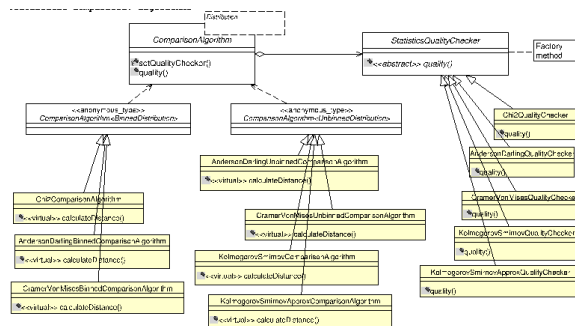 Distribution
ComparisonAlgorithm
setQualityChecker()
quality()
StatisticsQualityChecker
<<abstract>> quality()
Factory
method
<<anonymous_type>>
ComparisonAlgorithm<BinnedDistribution>
<<anonymous_type>>
ComparisonAlgorithm<UnbinnedDistribution>
Chi2QualityChecker
quality()
AndersonDarlingQualityChecker
quality()
CramerVonMisesQualityChecker
quality()
KolmogorovSmirnovQualityChecker
quality()
KolmogorovSmirnovApproxQualityChecker
quality()
AndersonDarlingUnbinnedComparisonAlgorithm
<<virtual>> calculateDistance()
CramerVonMisesUnbinnedComparisonAlgorithm
<<virtual>> calculateDistance()
KolmogorovSmirnovComparisonAlgorithm
<<virtual>> calculateDistance()
KolmogorovSmirnovApproxComparisonAlgorithm
<<virtual>> calculateDistance()
Chi2ComparisonAlgorithm
<<virtual>> calculateDistance()
AndersonDarlingBinnedComparisonAlgorithm
<<virtual>> calculateDistance()
CramerVonMisesBinnedComparisonAlgorithm
<<virtual>> calculateDistance()